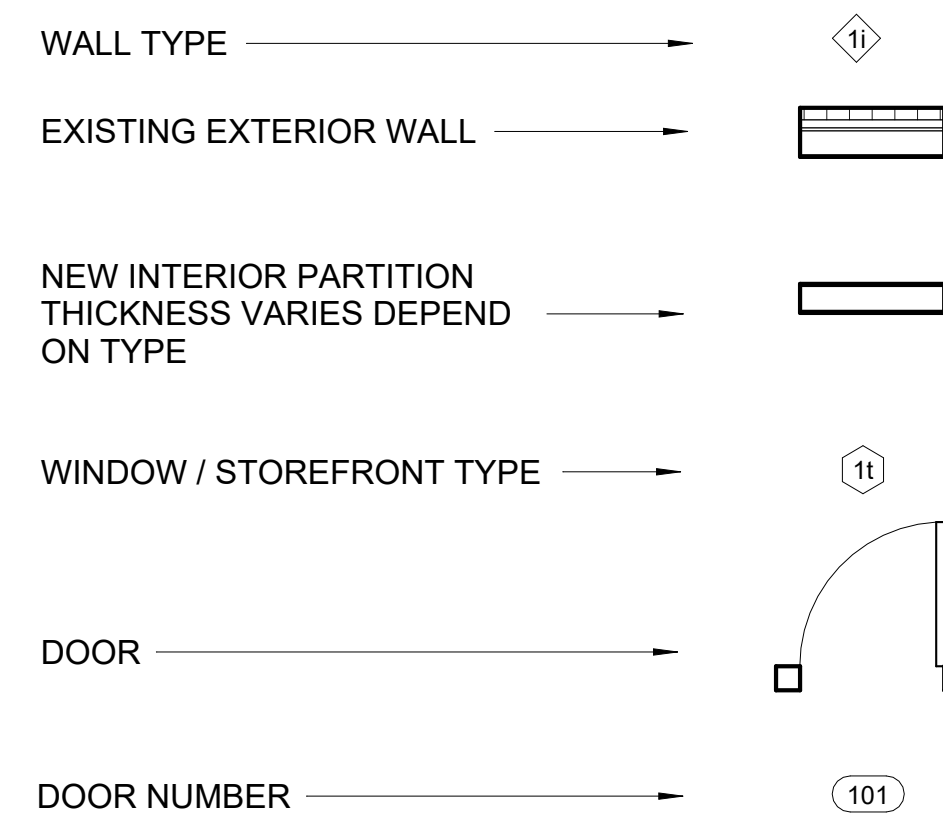 WALL TYPE
1i
EXISTING EXTERIOR WALL
NEW INTERIOR PARTITION
THICKNESS VARIES DEPEND
ON TYPE
WINDOW / STOREFRONT TYPE
1t
DOOR
DOOR NUMBER
101